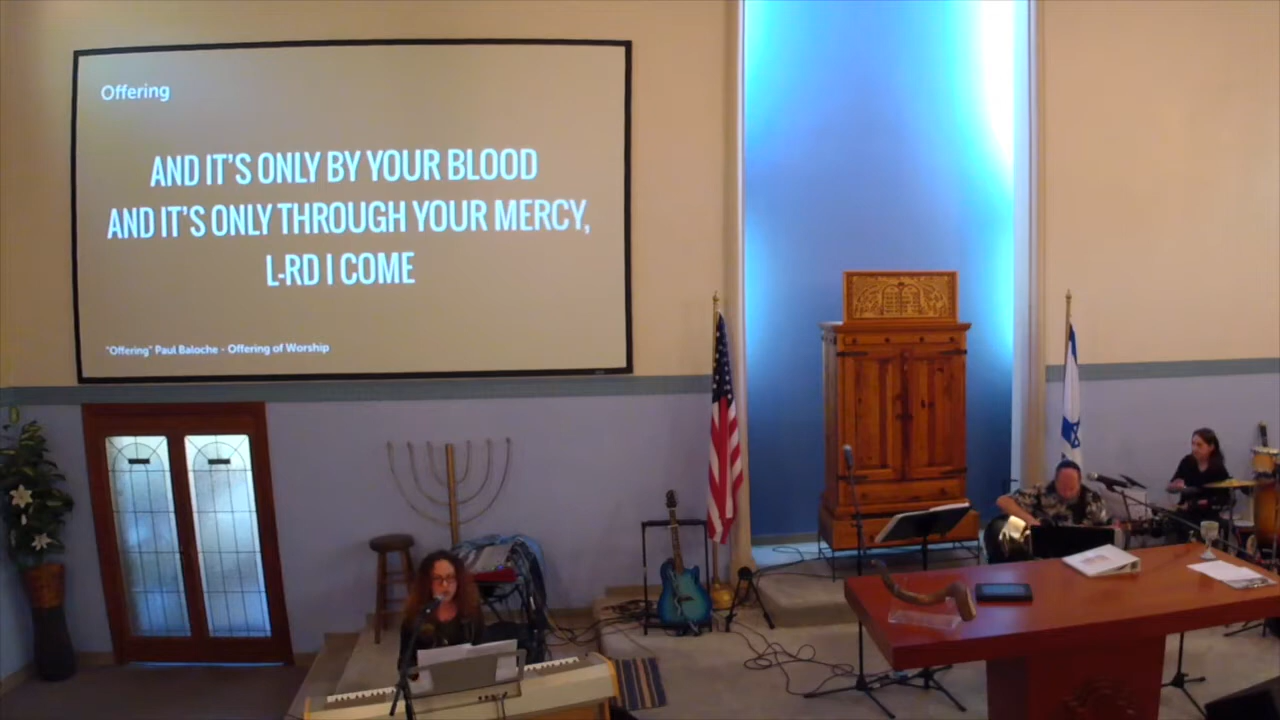 Offering
AND IT'S ONLY BY YOUR BLOOD
AND IT'S ONLY THROUGH YOUR MERCY,
L-RD I COME
"Offering" Paul Baloche - Offering of Worship